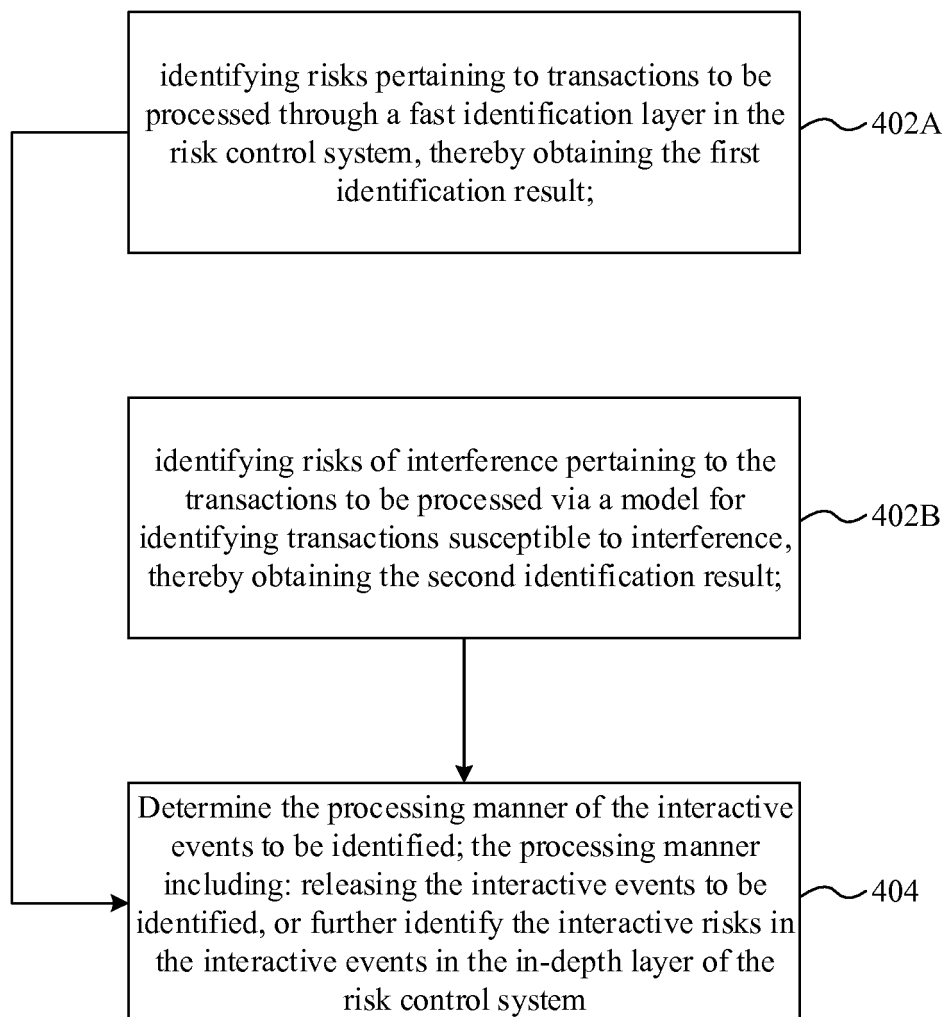 identifying risks pertaining to transactions to be
processed through a fast identification layer in the
risk control system, thereby obtaining the first
identification result;
402A
identifying risks of interference pertaining to the
transactions to be processed via a model for
identifying transactions susceptible to interference,
thereby obtaining the second identification result;
402B
Determine the processing manner of the interactive
events to be identified; the processing manner
including: releasing the interactive events to be
identified, or further identify the interactive risks in
the interactive events in the in-depth layer of the
risk control system
404